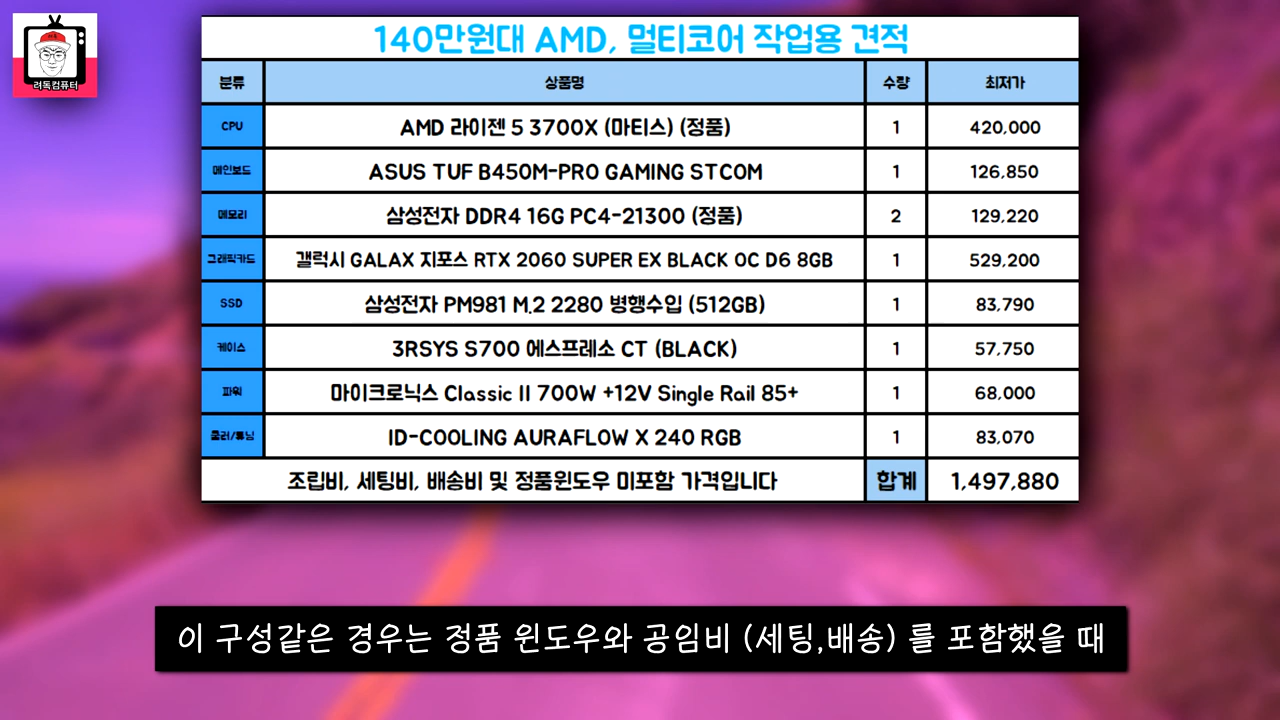 려독컴퓨터
140만원대 AMD, 멀티코어 작업용 견적
분류 상품명 수량 최저가
CPU AMD 라이젠 5 3700X (마티스) (정품) 1 420,000
메인보드 ASUS TUF B450M-PRO GAMING STCOM 1 126,850
메모리 삼성전자 DDR4 16G PC4-21300 (정품) 2 129,220
그래픽카드 갤럭시 GALAX 지포스 RTX 2060 SUPER EX BLACK OC D6 8GB 1 529,200
SSD 삼성전자 PM981 M.2 2280 병행수입 (512GB) 1 83,790
케이스 3RSYS S700 에스프레소 CT (BLACK) 1 57,750
파워 마이크로닉스 Classic II 700W +12V Single Rail 85+ 1 68,000
쿨러/튜닝 ID-COOLING AURAFLOW X 240 RGB 1 83,070
조립비, 세팅비, 배송비 및 정품윈도우 미포함 가격입니다 합계 1,497,880
이 구성같은 경우는 정품 윈도우와 공임비 (세팅,배송) 를 포함했을 때